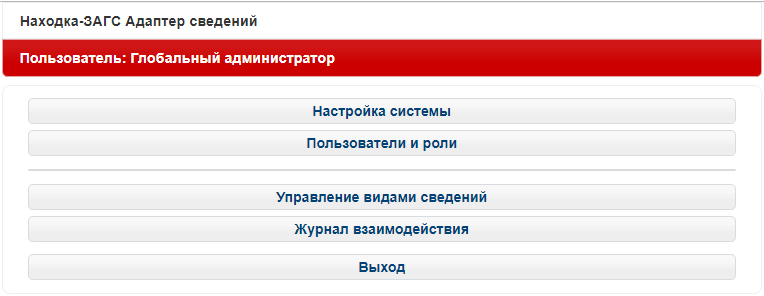 Находка-ЗАГС Адаптер сведений
Пользователь: Глобальный администратор
Настройка системы
Пользователи и роли
Управление видами сведений
Журнал взаимодействия
Выход